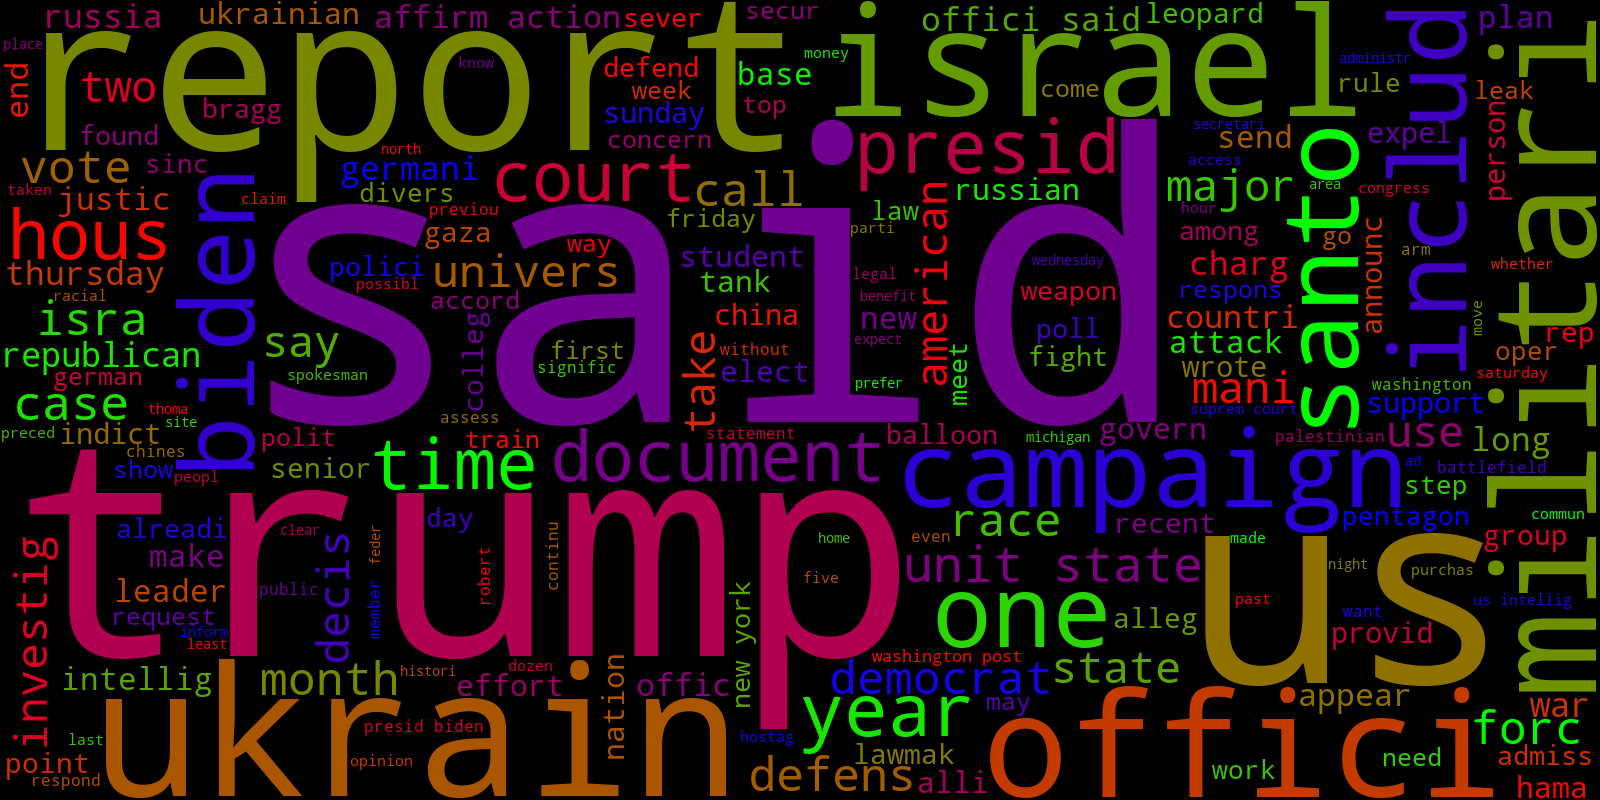 russia
ukrainian
affirm action
sever
secur
offici said
leopard
plan
place
report
know
defend
money
israel
administr
includ
militari
end
two
bragg
week
base
come
rule
leak
found
sunday
top
concern
secretari
send
expel
person
vote
sinc
north
germani
court
presid
santo
access
taken
justic
claim
divers
call
american
russian
major
area
congress
hous
biden
previou
friday
law
hour
gaza
way
parti
among
go
announc
arm
thursday
polici
univers
student
said
wednesday
charg
whether
racial
possibl
accord
tank
legal
weapon
respons
isra
say
colleg
take
china
benefit
new
poll
countri
move
rep
republican
first
without
expect
fight
attack
oper
german
spokesman
signific
elect
prefer
meet
wrote
saturday
case
thoma
site
assess
mani
washington
support
suprem court
preced
indict
polit
train
statement
balloon
michigan
govern
palestinian
use
long
chines
show
peopl
senior
time
document
campaign
ad
battlefield
step
trump
alreadi
clear
day
race
recent
pentagon
commun
investig
make
decis
feder
continu
home
even
unit state
made
us
group
leader
public
member
robert
five
night
purchas
request
new york
one
alleg
past
want
us intellig
inform
least
provid
intellig
month
histori
dozen
effort
nation
offic
washington post
democrat
state
appear
ukrain
presid biden
year
may
offici
war
last
hostag
forc
point
opinion
lawmak
need
admiss
respond
defens
alli
work
hama